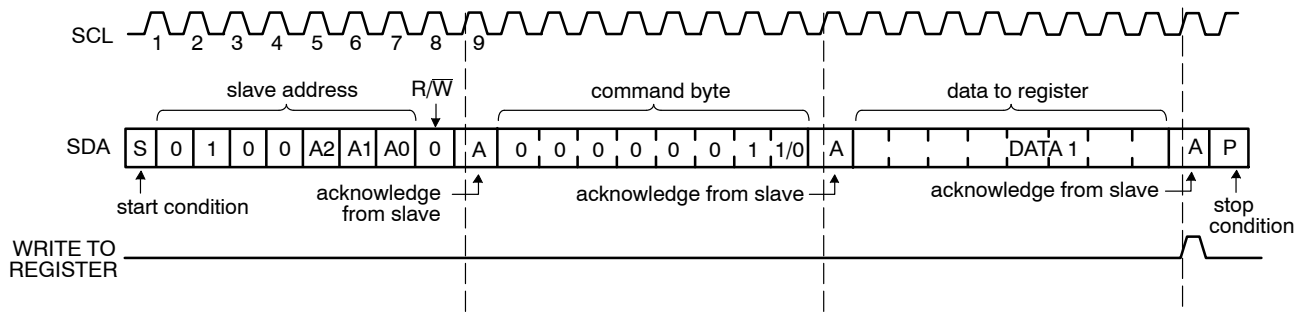 SCL
1 2 3 4 5 6 7 8 9
slave address R/W̅ command byte data to register
SDA S 0 1 0 0 A2 A1 A0 0 A 0 0 0 0 0 0 1 1/0 A DATA 1 A P
start condition
acknowledge
from slave
acknowledge from slave
acknowledge from slave
stop
condition
WRITE TO
REGISTER